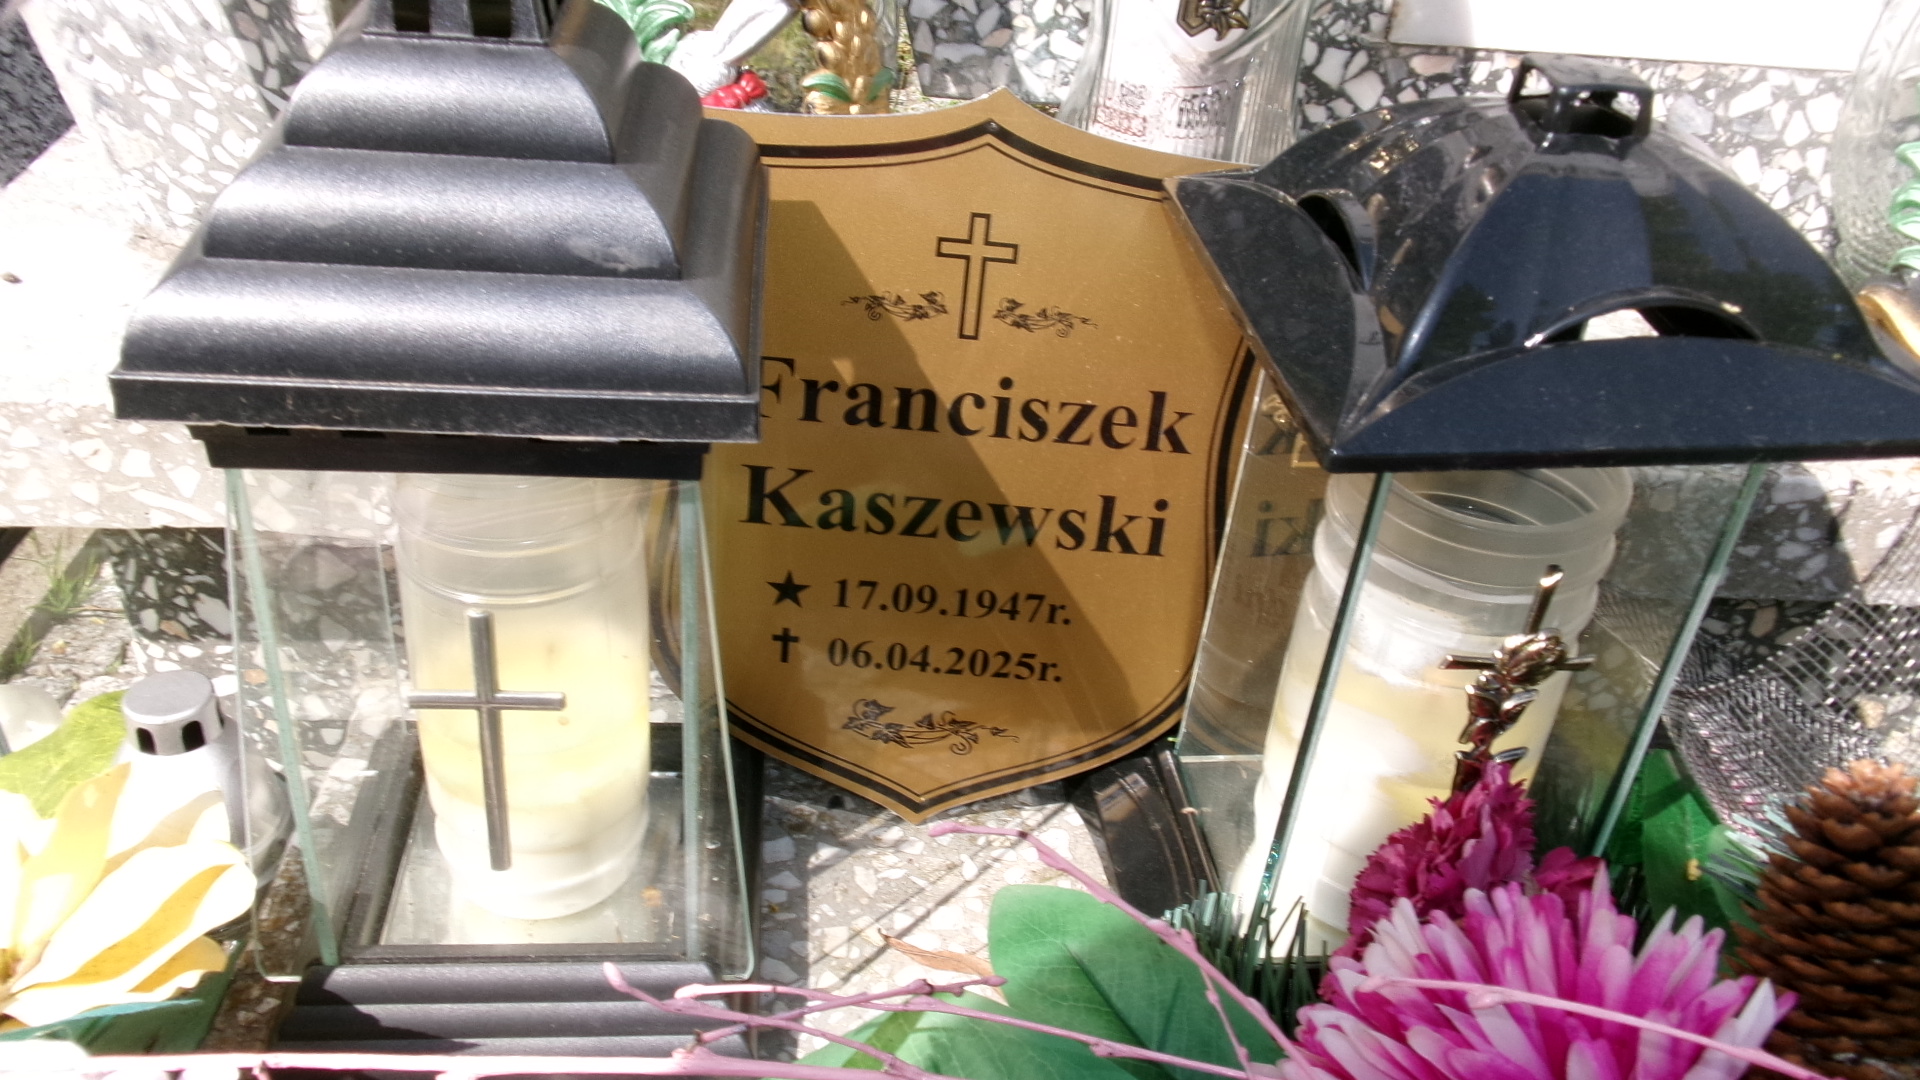 Franciszek
Kaszewski
★ 17.09.1947r.
✝ 06.04.2025r.